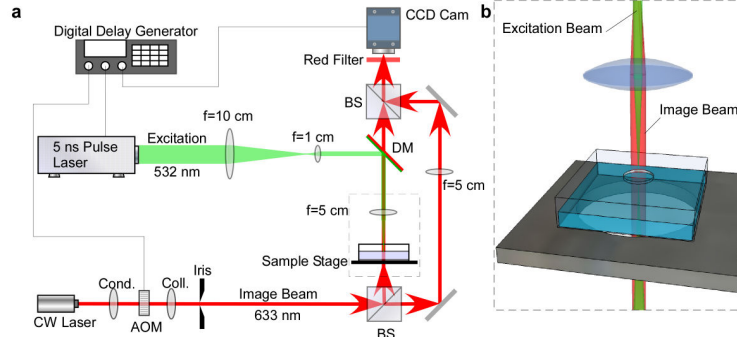 a
Digital Delay Generator
CCD Cam
Red Filter
BS
f=10 cm
Excitation
f=1 cm
DM
5 ns Pulse
Laser
532 nm
f=5 cm
f=5 cm
Sample Stage
Iris
Cond.
Coll.
Image Beam
CW Laser
AOM
633 nm
BS
b
Excitation Beam
Image Beam